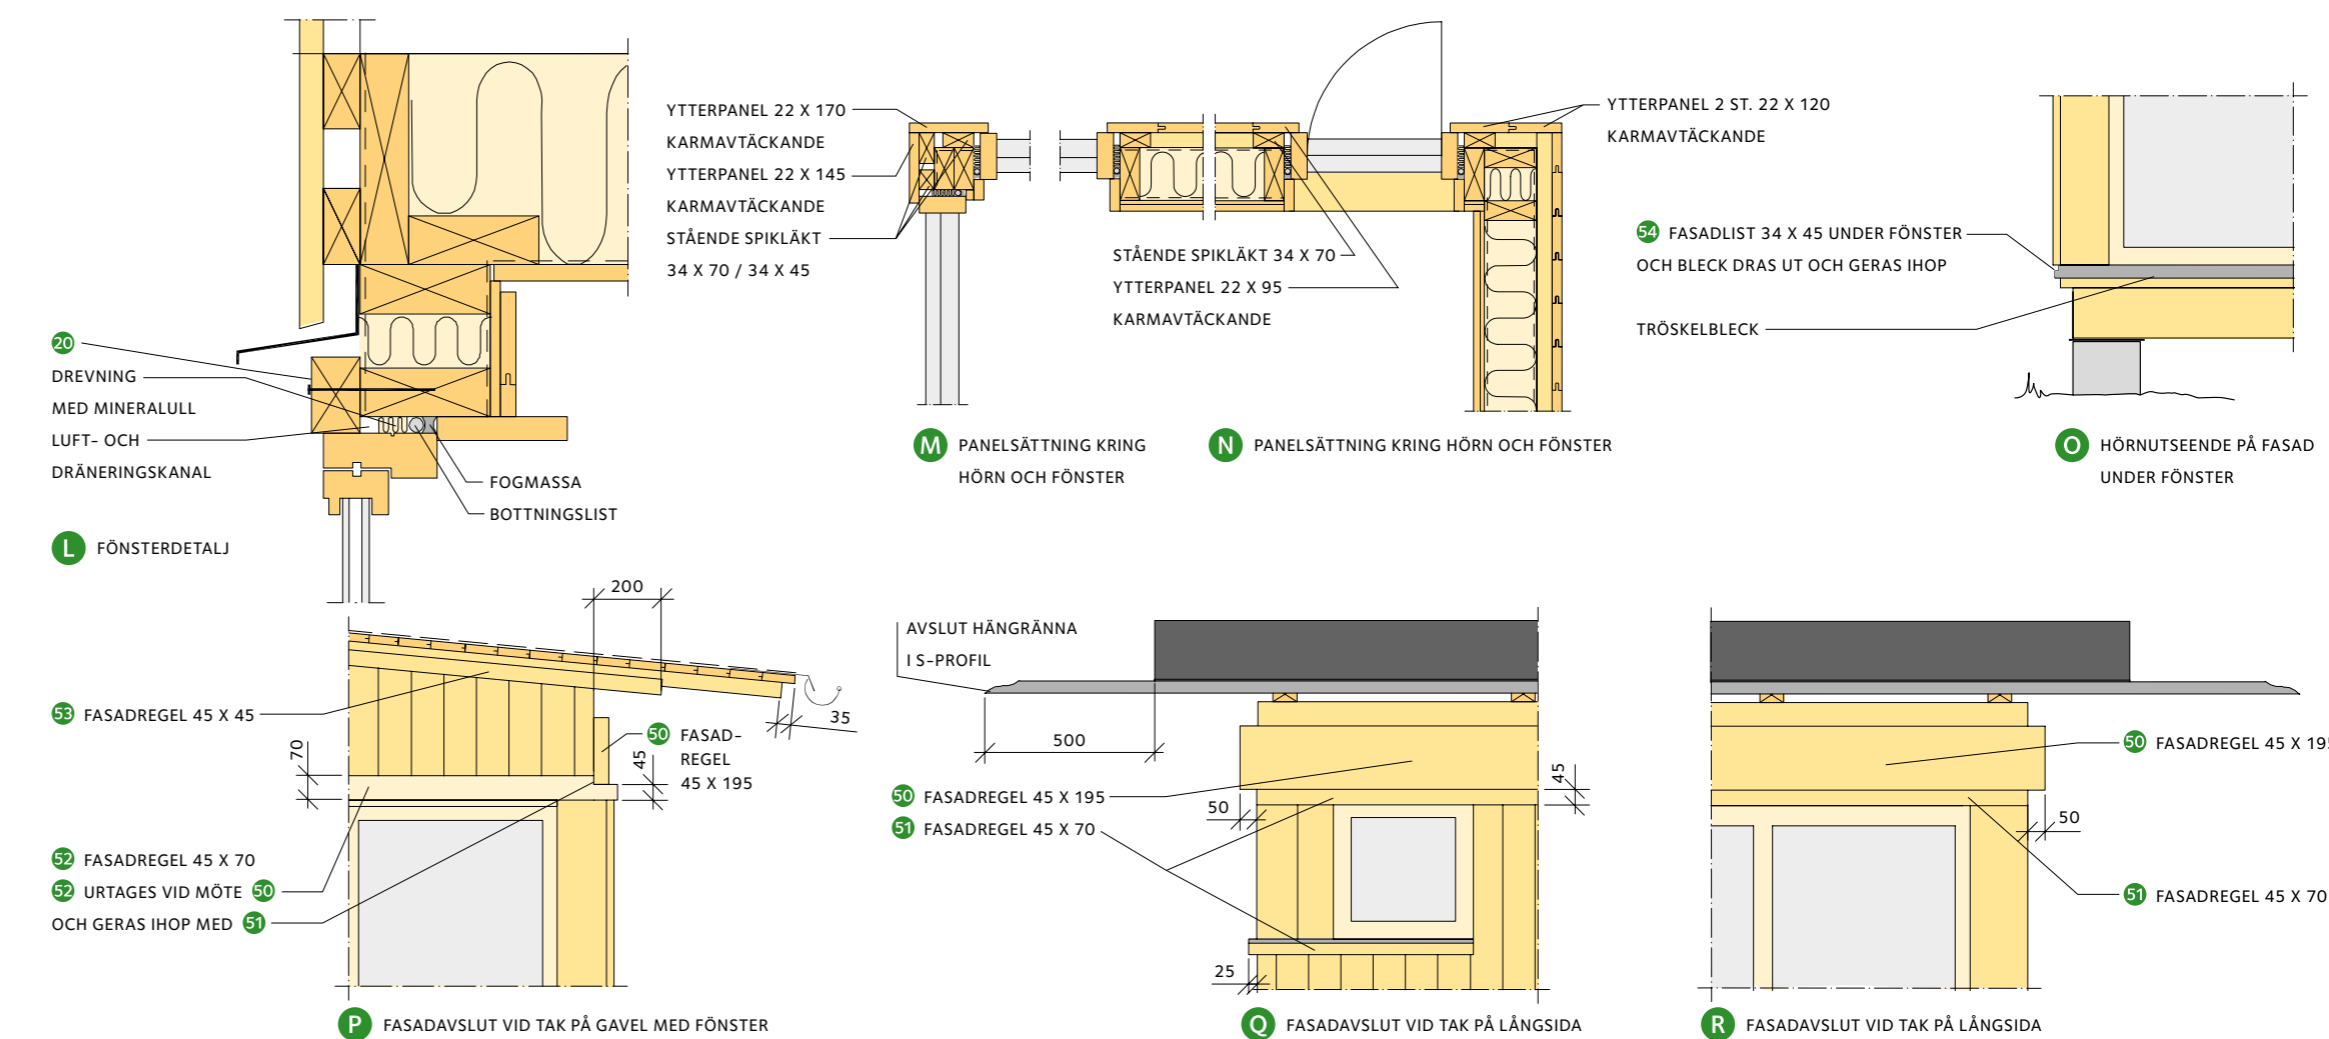 YTTERPANEL 22 X 170
KARMAVTÄCKANDE
YTTERPANEL 22 X 145
KARMAVTÄCKANDE
STÅENDE SPIKLÄKT
34 X 70 / 34 X 45
STÅENDE SPIKLÄKT 34 X 70
YTTERPANEL 22 X 95
KARMAVTÄCKANDE
YTTERPANEL 2 ST. 22 X 120
KARMAVTÄCKANDE
54 FASADLIST 34 X 45 UNDER FÖNSTER
OCH BLECK DRAS UT OCH GERAS IHOP
TRÖSKELBLECK
20
DREVNING
MED MINERALULL
LUFT- OCH
DRÄNERINGSKANAL
FOGMASSA
BOTTNINGSLIST
L FÖNSTERDETALJ
M PANELSÄTTNING KRING
HÖRN OCH FÖNSTER
N PANELSÄTTNING KRING HÖRN OCH FÖNSTER
O HÖRNUTSEENDE PÅ FASAD
UNDER FÖNSTER
200
53 FASADREGEL 45 X 45
70
35
50 FASAD-
REGEL
45 X 195
45
52 FASADREGEL 45 X 70
52 URTAGES VID MÖTE 50
OCH GERAS IHOP MED 51
P FASADAVSLUT VID TAK PÅ GAVEL MED FÖNSTER
AVSLUT HÄNGRÄNNA
I S-PROFIL
500
50 FASADREGEL 45 X 195
51 FASADREGEL 45 X 70
50
45
25
Q FASADAVSLUT VID TAK PÅ LÅNGSIDA
50 FASADREGEL 45 X 195
50
51 FASADREGEL 45 X 70
R FASADAVSLUT VID TAK PÅ LÅNGSIDA